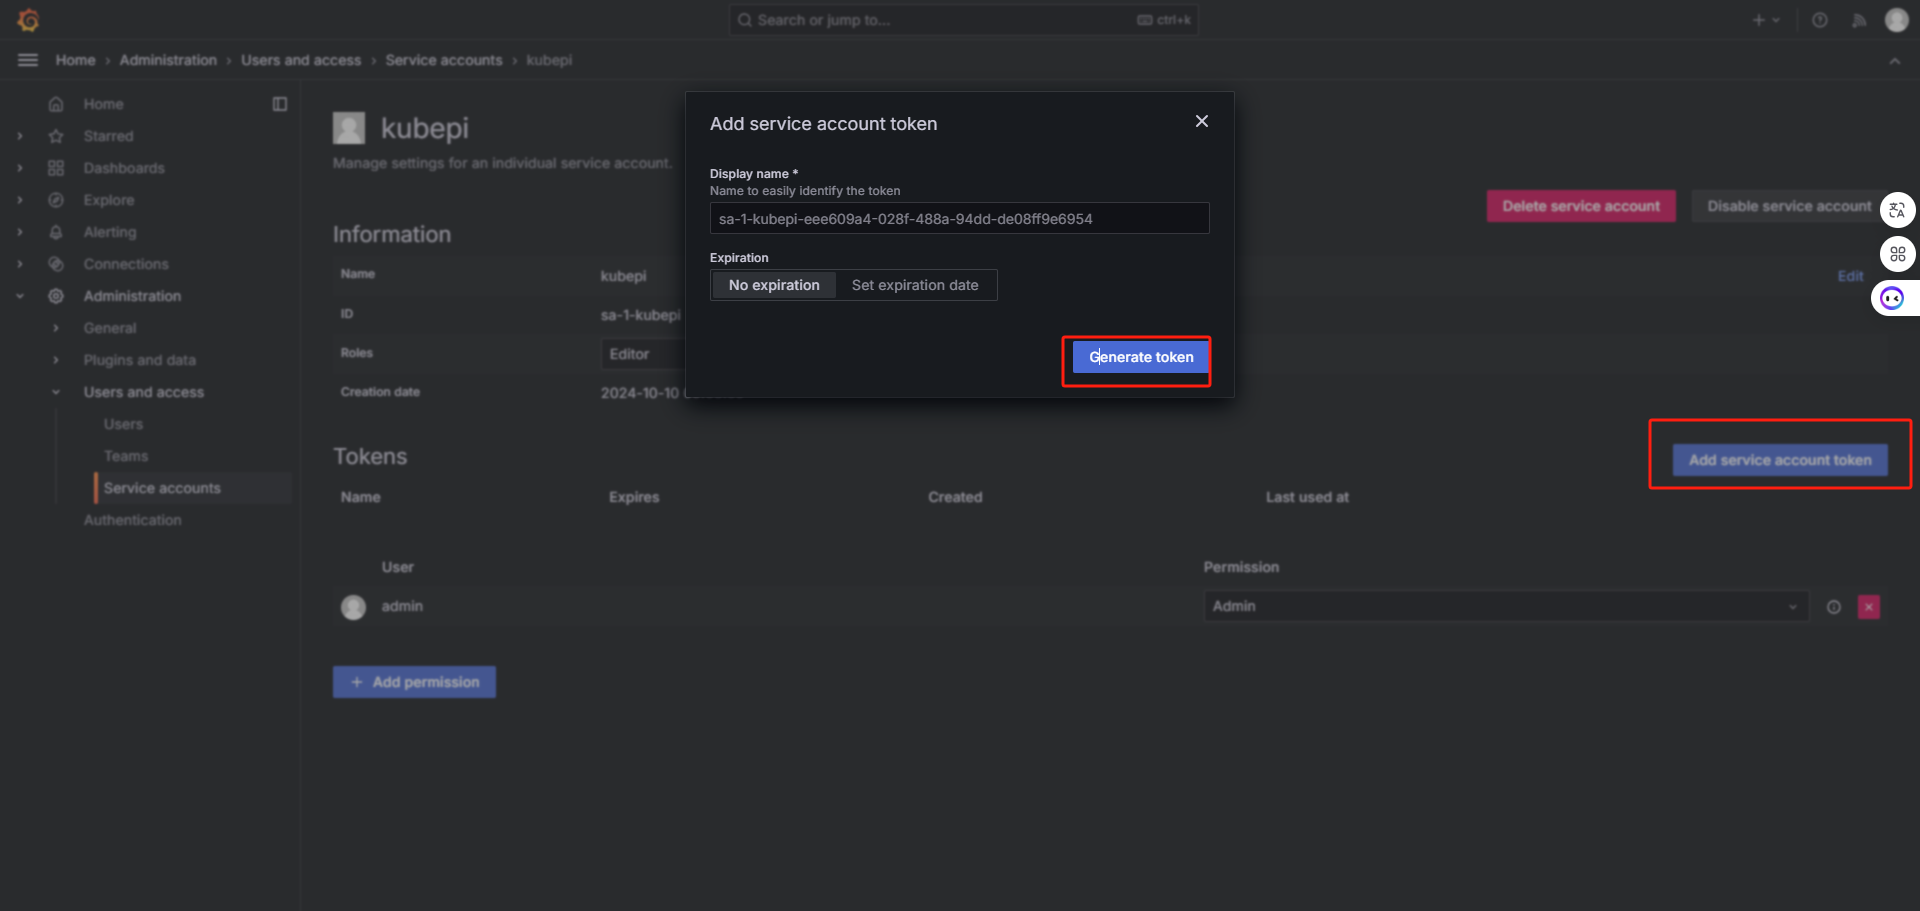 Search or jump to...
ctrl+k
Home › Administration › Users and access › Service accounts › kubepi
Home
Starred
Dashboards
Explore
Alerting
Connections
Administration
General
Plugins and data
Users and access
Users
Teams
Service accounts
Authentication
kubepi
Manage settings for an individual service account.
Delete service account
Disable service account
Information
Name
kubepi
Edit
ID
sa-1-kubepi
Roles
Editor
Creation date
2024-10-10
Add service account token
Display name *
Name to easily identify the token
sa-1-kubepi-eee609a4-028f-488a-94dd-de08ff9e6954
Expiration
No expiration
Set expiration date
Generate token
Tokens
Add service account token
Name
Expires
Created
Last used at
User
Permission
admin
Admin
+ Add permission